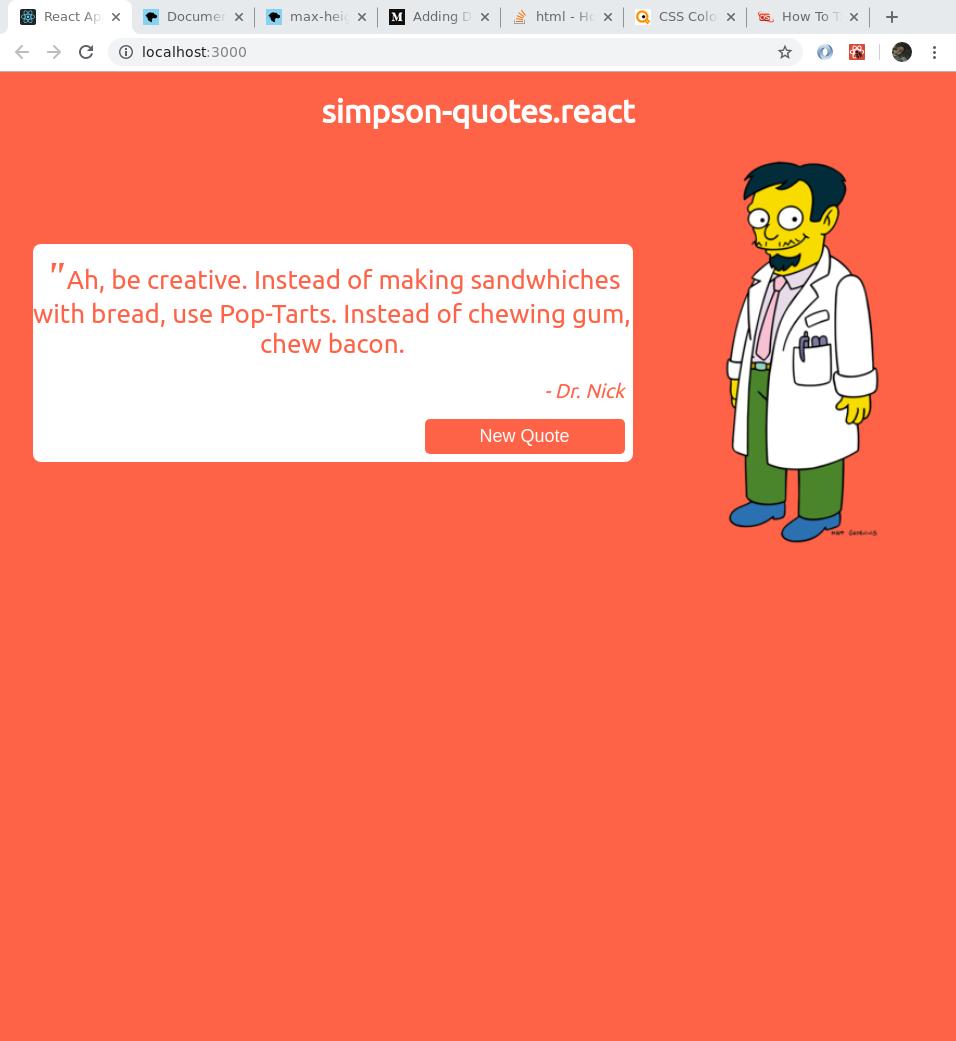 React Ap
Documen
max-heig
Adding D
html - Ho
CSS Colo
How To T
localhost:3000
simpson-quotes.react
"Ah, be creative. Instead of making sandwhiches
with bread, use Pop-Tarts. Instead of chewing gum,
chew bacon.
- Dr. Nick
New Quote